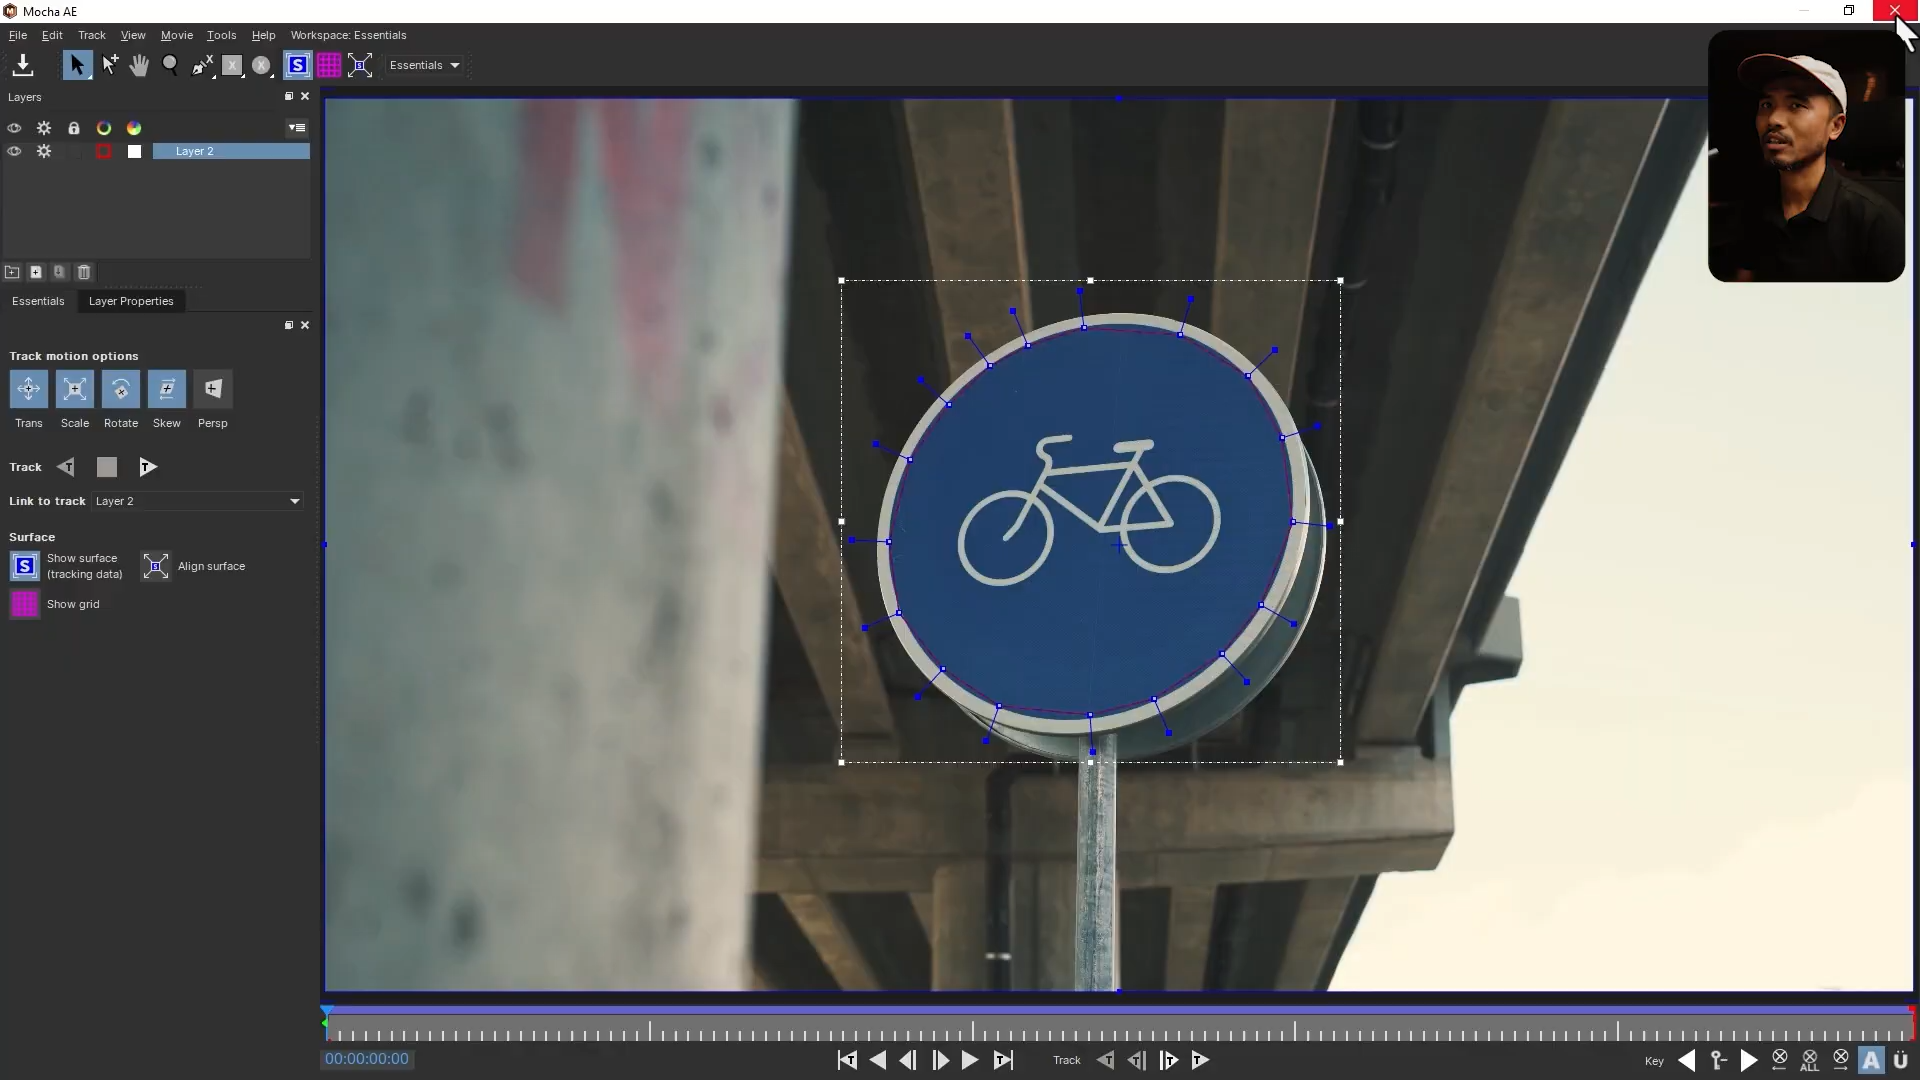 Mocha AE
File Edit Track View Movie Tools Help Workspace: Essentials
S S Essentials
Layers
Layer 2
Essentials Layer Properties
Track motion options
Trans Scale Rotate Skew Persp
Track T T
Link to track Layer 2
Surface
S Show surface (tracking data) S Align surface
Show grid
00:00:00:00
T T Track T T T T Key ALL A Ü